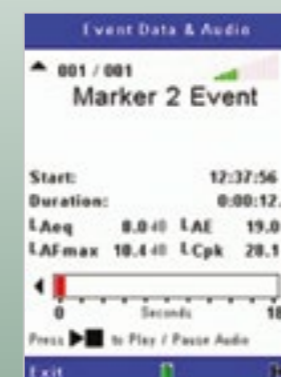 Event Data & Audio
001 / 001
Marker 2 Event
Start: 12:37:56
Duration: 0:00:12.
LAeq 8.0 dB LAE 19.0
LAFmax 10.4 dB LCpk 28.1
0 Seconds 18
Press ▶■ to Play / Pause Audio
Exit